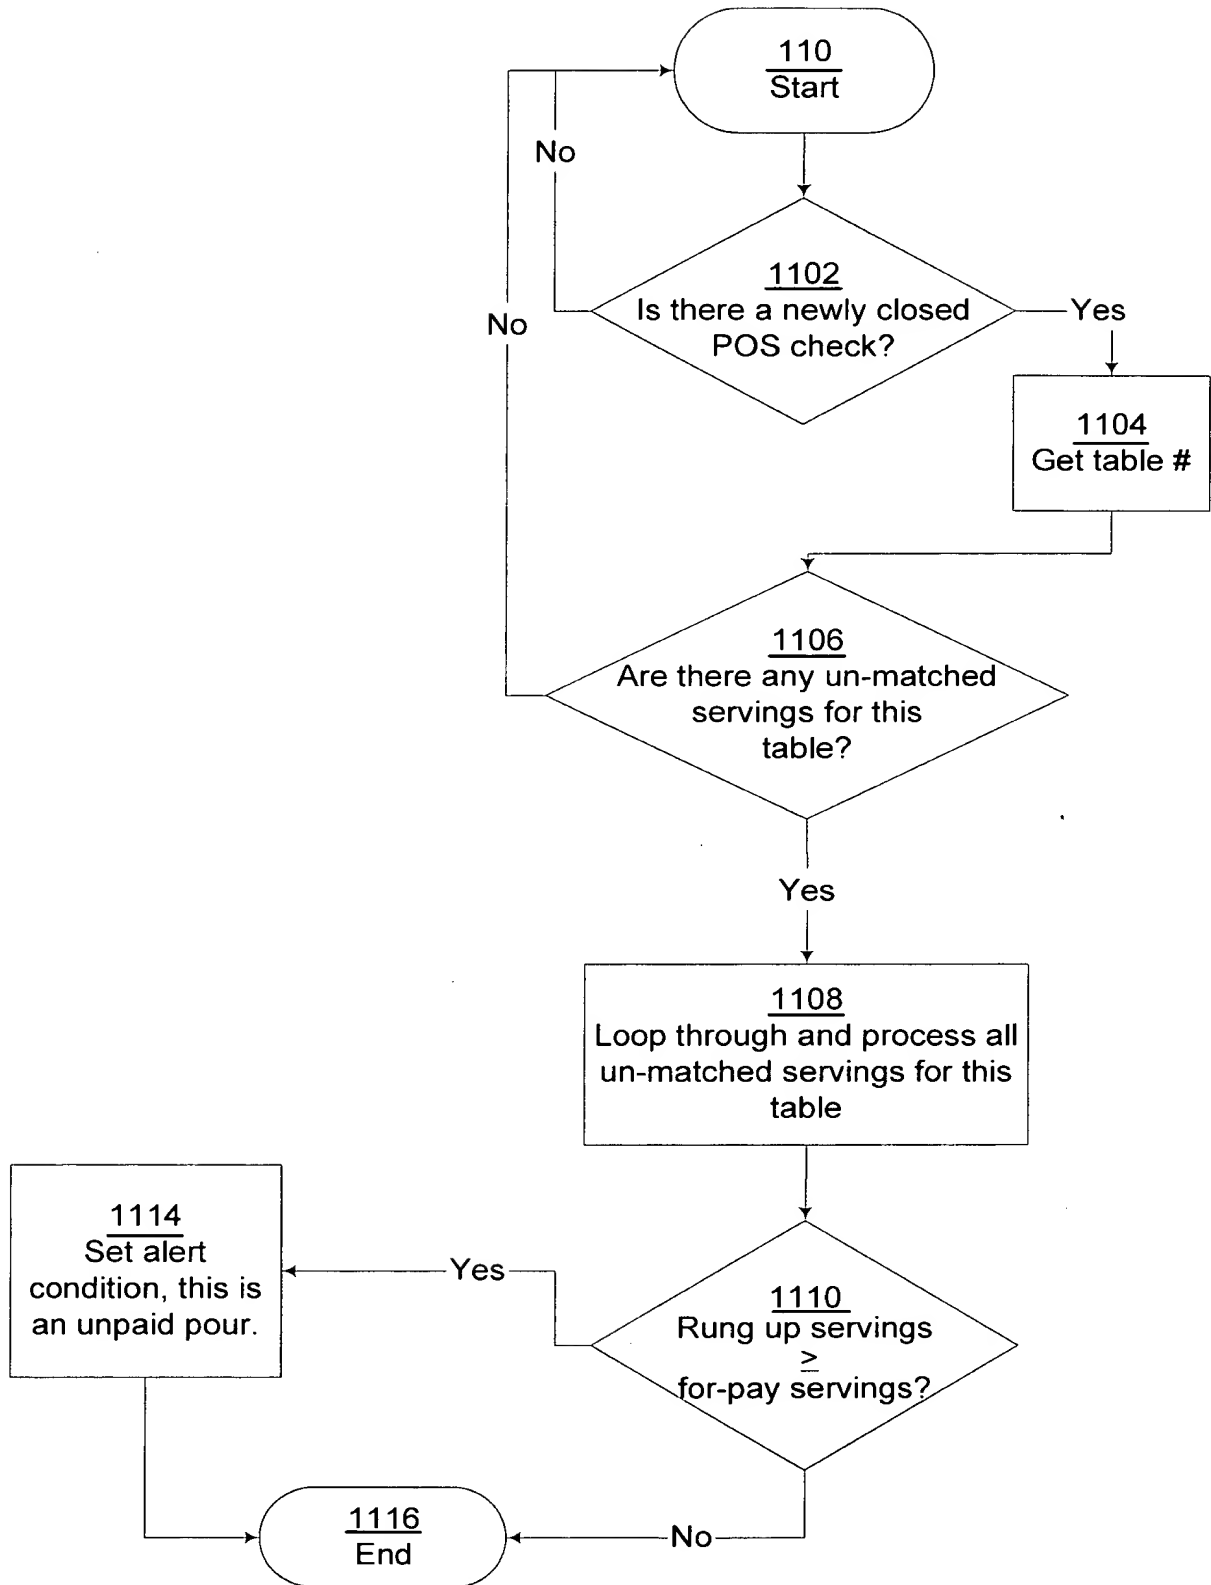 110
Start
No
1102
Is there a newly closed
POS check?
Yes
No
1104
Get table #
1106
Are there any un-matched
servings for this
table?
Yes
1108
Loop through and process all
un-matched servings for this
table
1114
Set alert
condition, this is
an unpaid pour.
Yes
1110
Rung up servings
≥
for-pay servings?
1116
End
No